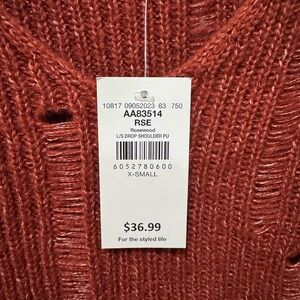 10817 09052023 63 750
AA83514
RSE
Rosewood
L/S DROP SHOULDER PU
6052780600
X-SMALL
$36.99
For the styled life